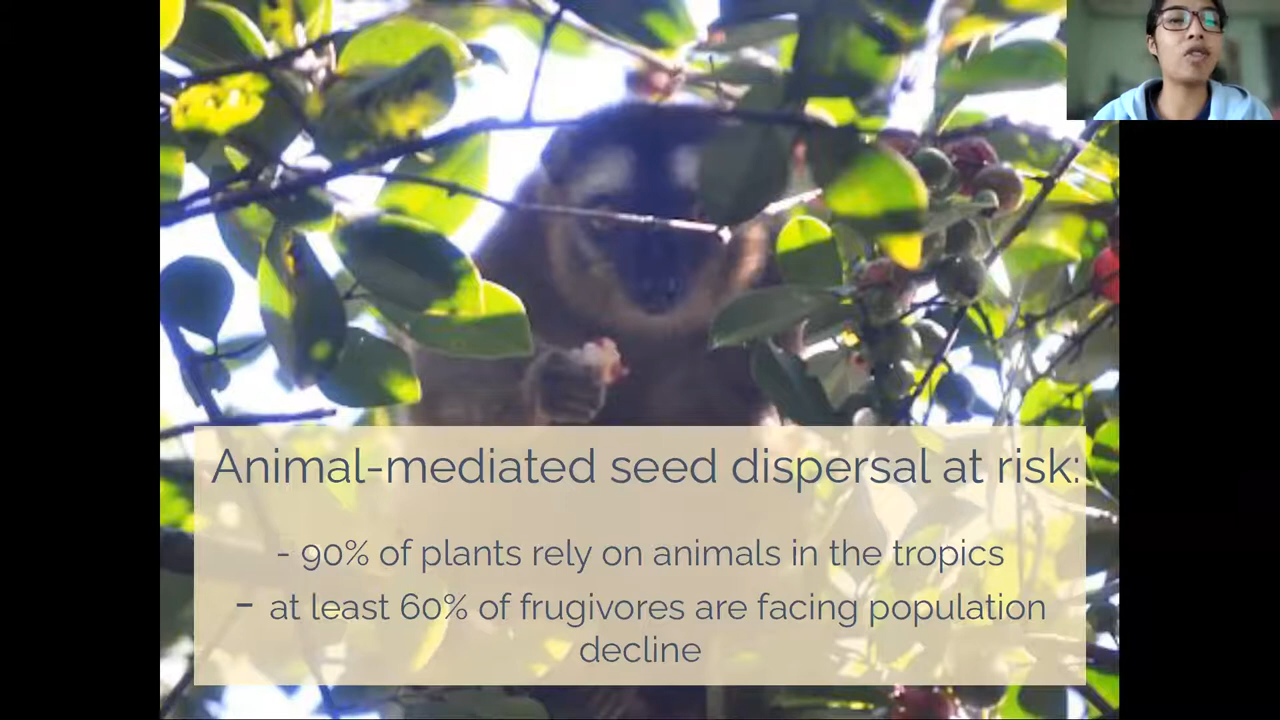 Animal-mediated seed dispersal at risk:
- 90% of plants rely on animals in the tropics
- at least 60% of frugivores are facing population
decline